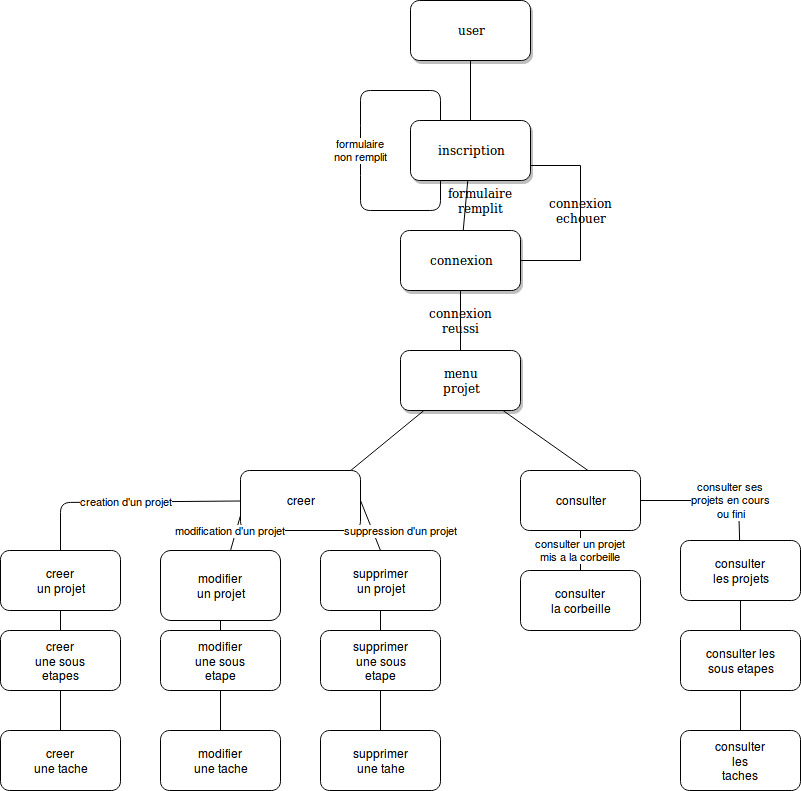 user
formulaire
non remplit
inscription
formulaire
remplit
connexion
echouer
connexion
connexion
reussi
menu
projet
creer
consulter
consulter ses
projets en cours
ou fini
creation d'un projet
modification d'un projet
suppression d'un projet
consulter un projet
mis a la corbeille
creer
un projet
modifier
un projet
supprimer
un projet
consulter
la corbeille
consulter
les projets
creer
une sous
etapes
modifier
une sous
etape
supprimer
une sous
etape
consulter les
sous etapes
creer
une tache
modifier
une tache
supprimer
une tahe
consulter
les
taches